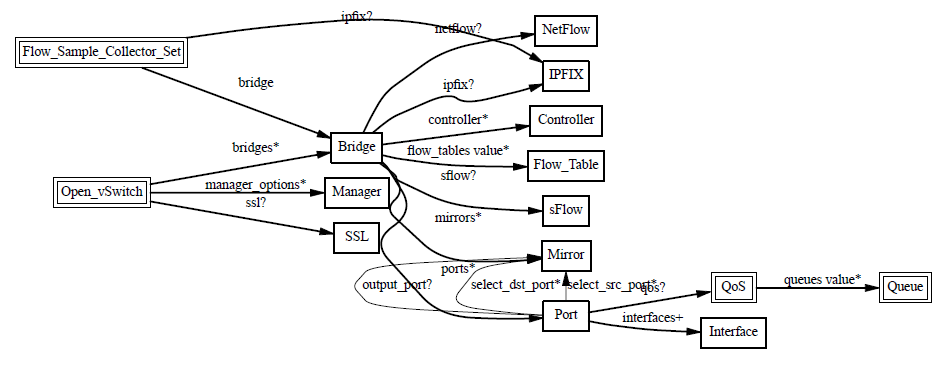 ipfix?
netflow?
NetFlow
Flow_Sample_Collector_Set
IPFIX
bridge
ipfix?
controller*
Controller
bridges*
Bridge
flow_tables value*
Flow_Table
sflow?
Open_vSwitch
manager_options*
Manager
ssl?
sFlow
mirrors*
SSL
Mirror
ports*
output_port?
select_dst_port*
select_src_port*
qos?
QoS
queues value*
Queue
Port
interfaces+
Interface